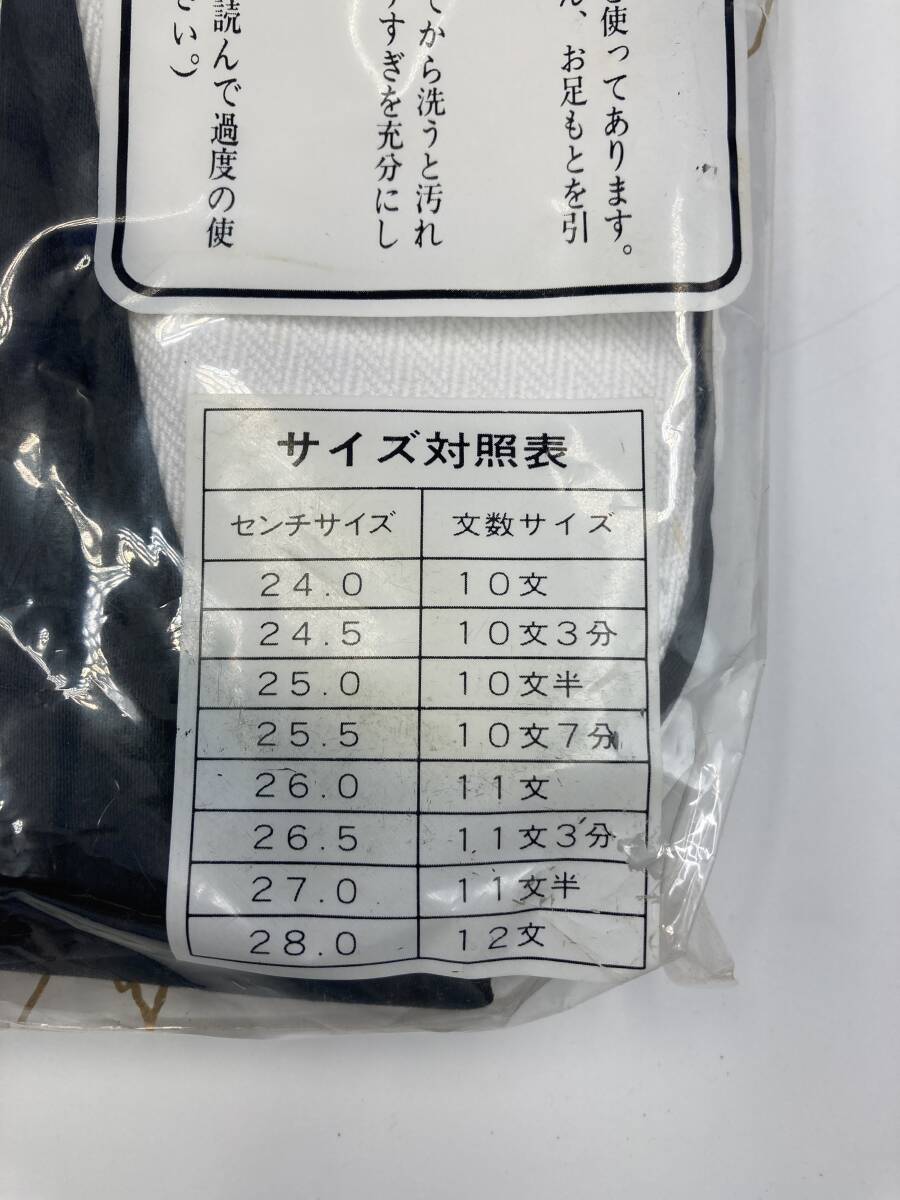 使ってあります。
ん、お足もとを引
てから洗うと汚れ
すすぎを充分にし
読んで過度の使
さい。）
サイズ対照表
センチサイズ 文数サイズ
24.0 10文
24.5 10文3分
25.0 10文半
25.5 10文7分
26.0 11文
26.5 11文3分
27.0 11文半
28.0 12文